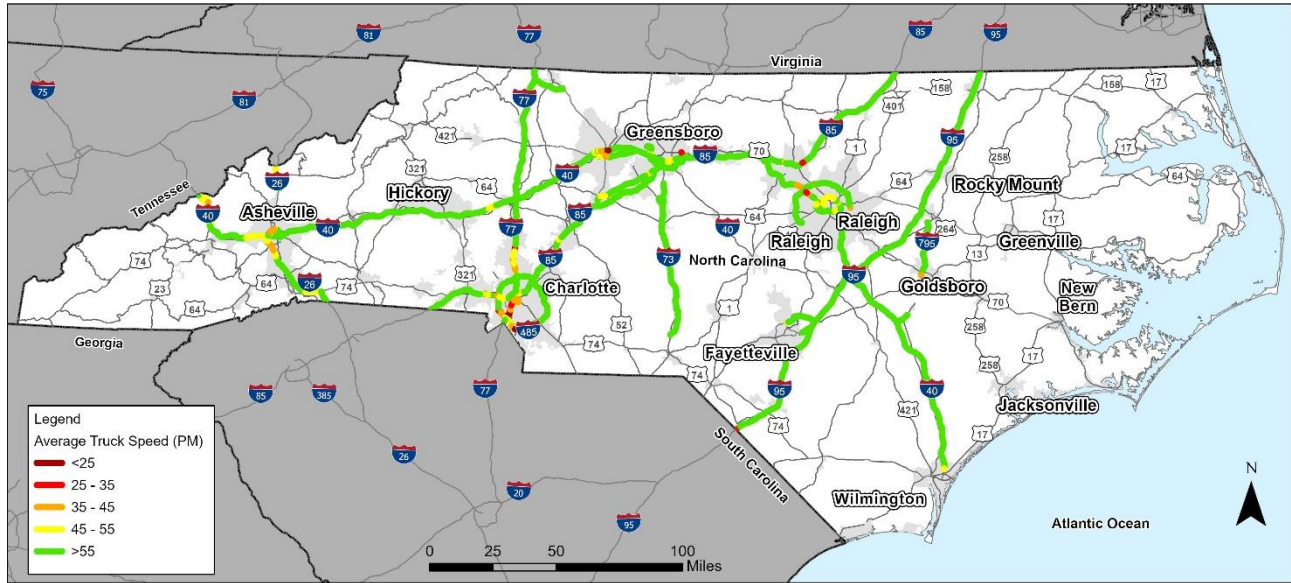 81
77
85
95
Virginia
75
81
77
401
158
158
17
421
Greensboro
85
95
26
321
85
70
1
258
17
Tennessee
Hickory
64
40
64
Rocky Mount
64
40
Asheville
40
77
85
64
40
Raleigh
Raleigh
795
264
17
Greenville
74
North Carolina
73
13
23
64
64
26
74
321
Charlotte
95
Goldsboro
70
New
Bern
Georgia
485
74
52
1
Fayetteville
258
17
258
74
85
385
77
95
40
Jacksonville
421
17
74
South Carolina
26
20
95
Wilmington
Atlantic Ocean
N
Legend
Average Truck Speed (PM)
<25
25 - 35
35 - 45
45 - 55
>55
0 25 50 100
Miles